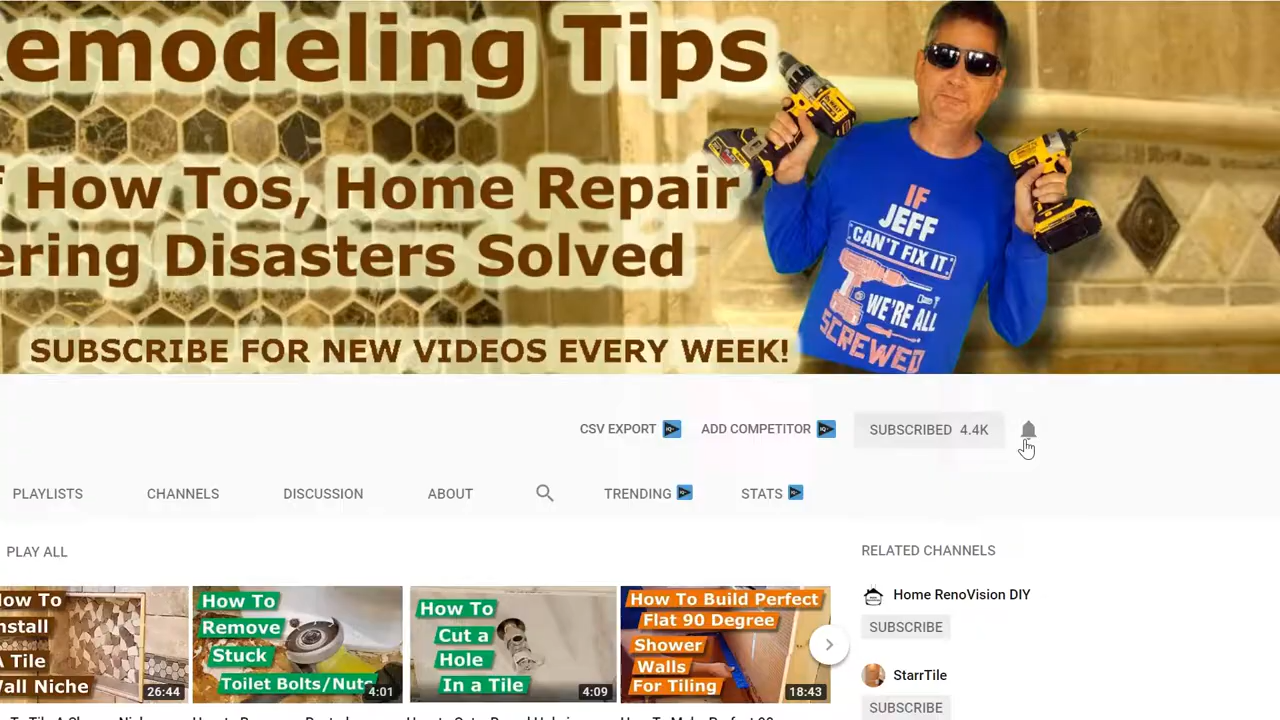 emodeling Tips
How Tos, Home Repair
ering Disasters Solved
SUBSCRIBE FOR NEW VIDEOS EVERY WEEK!
IF
JEFF
CAN'T FIX IT
WE'RE ALL
SCREWED
CSV EXPORT
ADD COMPETITOR
SUBSCRIBED 4.4K
PLAYLISTS
CHANNELS
DISCUSSION
ABOUT
TRENDING
STATS
PLAY ALL
RELATED CHANNELS
ow To
nstall
A Tile
Wall Niche
26:44
How To
Remove
Stuck
Toilet Bolts/Nuts
4:01
How To
Cut a
Hole
In a Tile
4:09
How To Build Perfect
Flat 90 Degree
Shower
Walls
For Tiling
18:43
Home RenoVision DIY
SUBSCRIBE
StarrTile
SUBSCRIBE